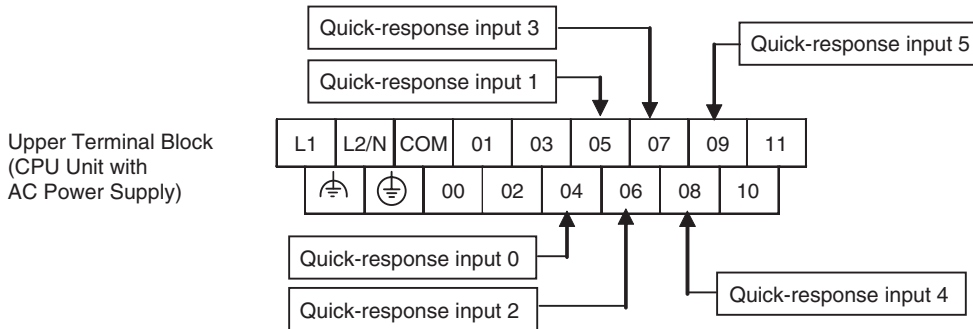 Quick-response input 3
Quick-response input 5
Quick-response input 1
Upper Terminal Block
(CPU Unit with
AC Power Supply)
L1 L2/N COM 01 03 05 07 09 11
00 02 04 06 08 10
Quick-response input 0
Quick-response input 2
Quick-response input 4